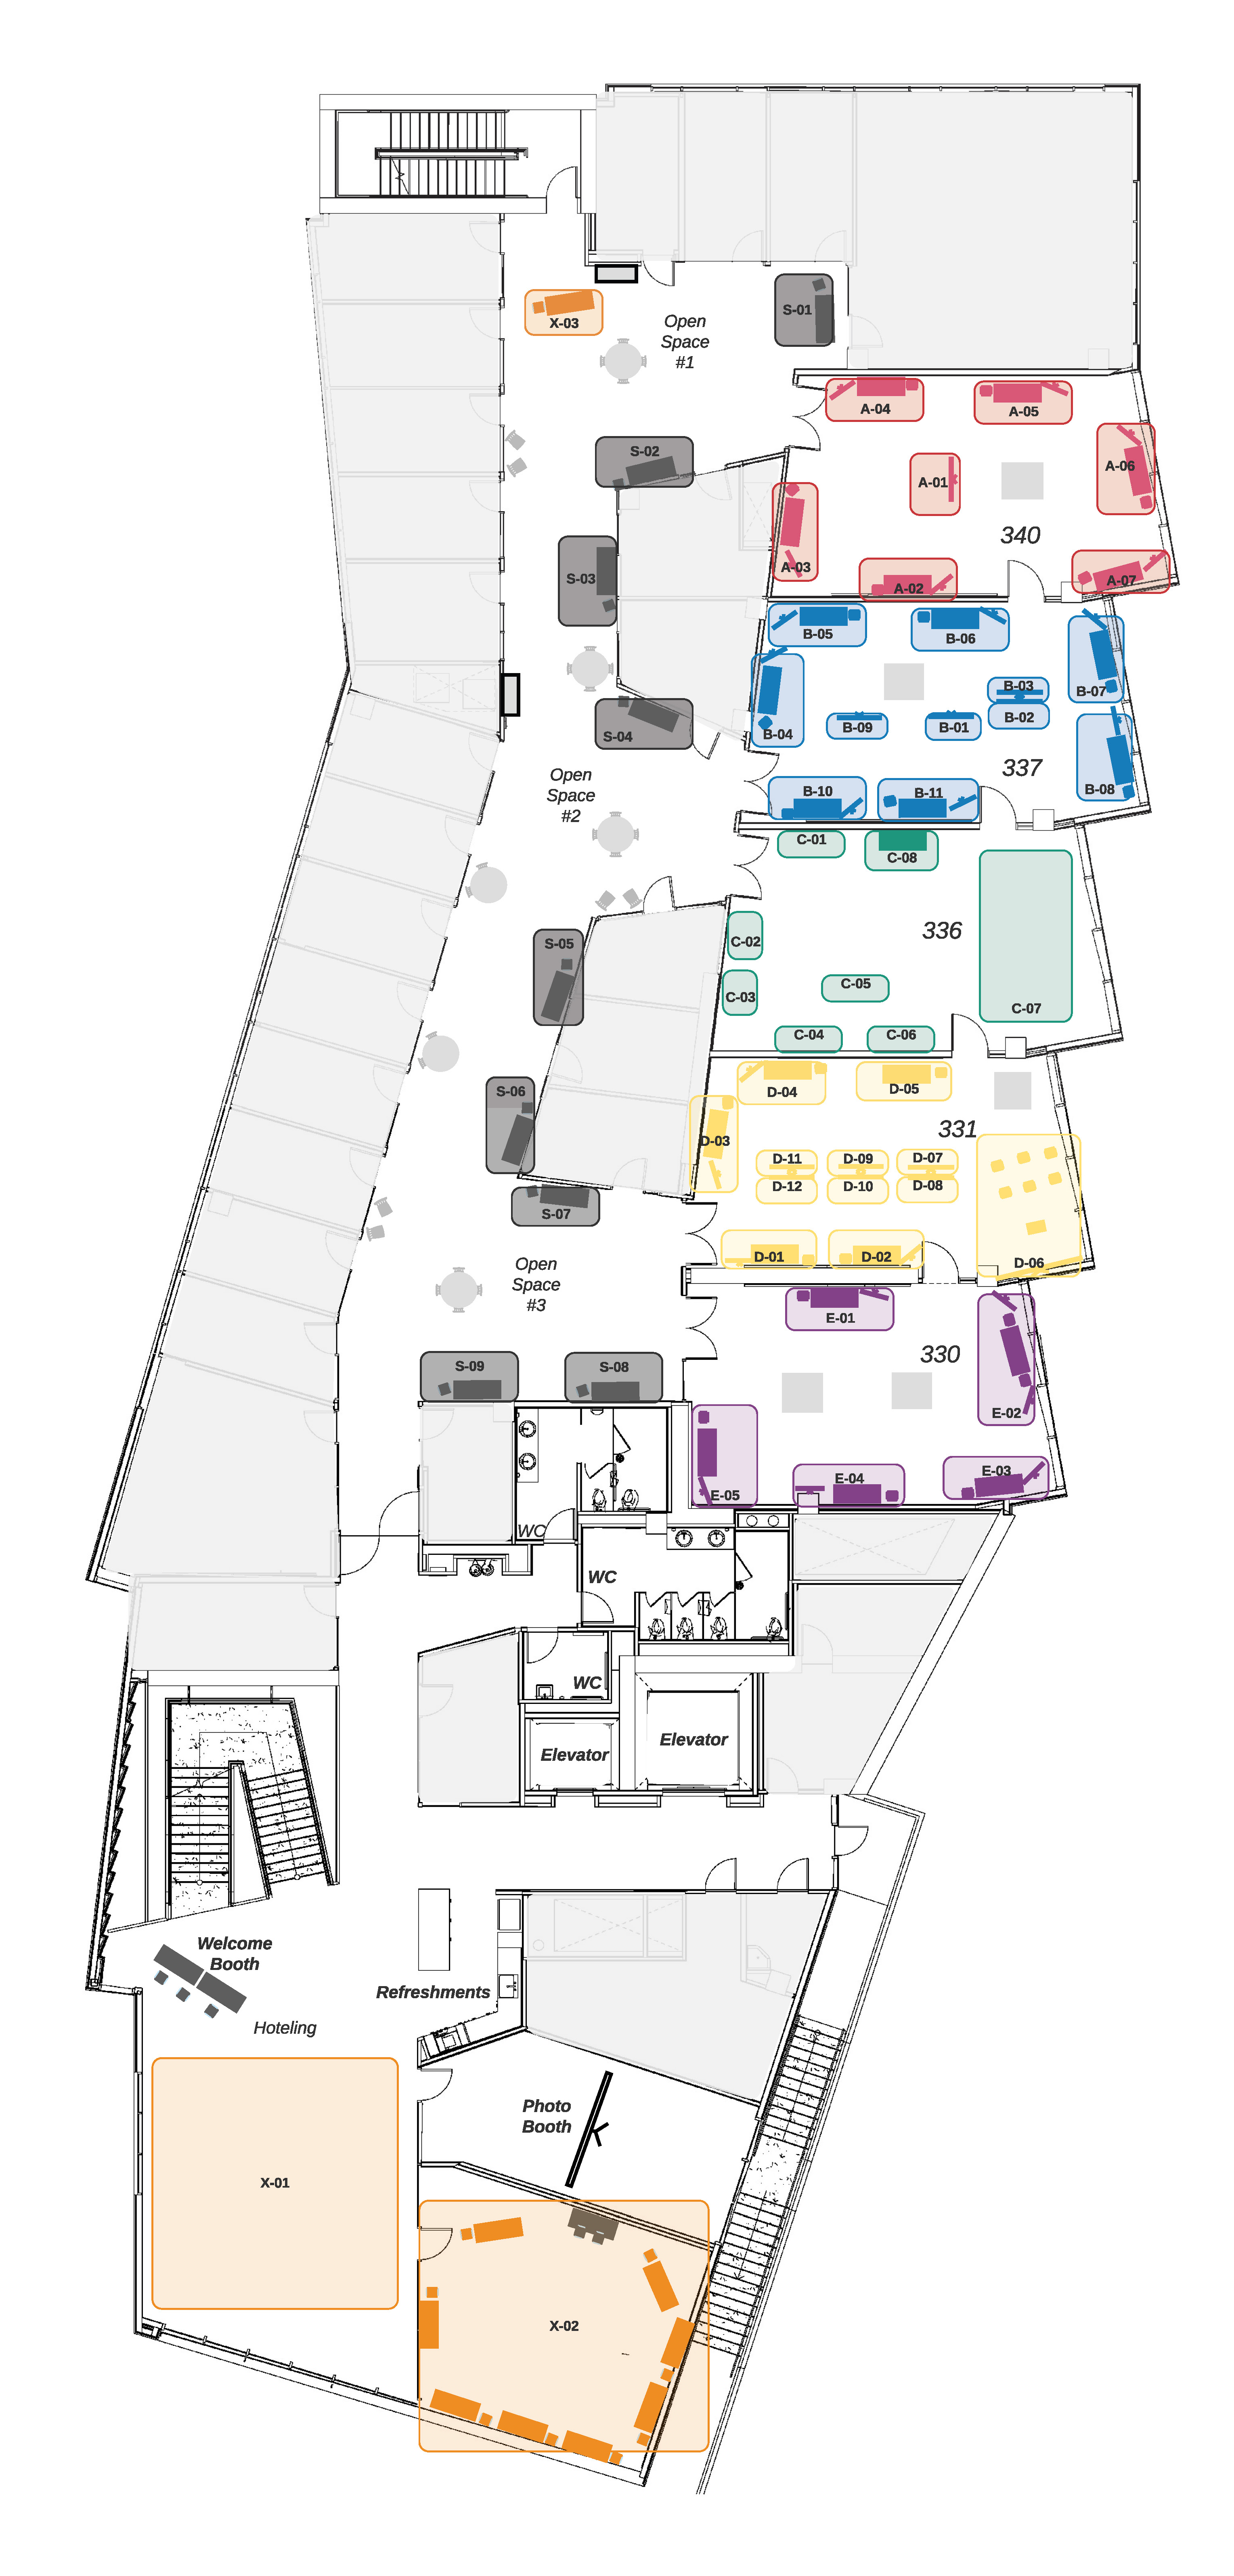 X-03
Open
Space
#1
S-01
A-04
A-05
S-02
A-06
A-01
340
S-03
A-03
A-02
A-07
B-05
B-06
B-03
B-07
B-02
B-09
B-01
S-04
B-04
Open
Space
#2
337
B-10
B-11
B-08
C-01
C-08
336
S-05
C-02
C-05
C-03
C-07
C-04
C-06
S-06
D-04
D-05
331
D-03
D-11
D-09
D-07
D-12
D-10
D-08
S-07
Open
Space
#3
D-01
D-02
D-06
E-01
330
S-09
S-08
E-02
E-03
E-04
E-05
WC
WC
WC
Elevator
Elevator
Welcome
Booth
Refreshments
Hoteling
Photo
Booth
X-01
X-02